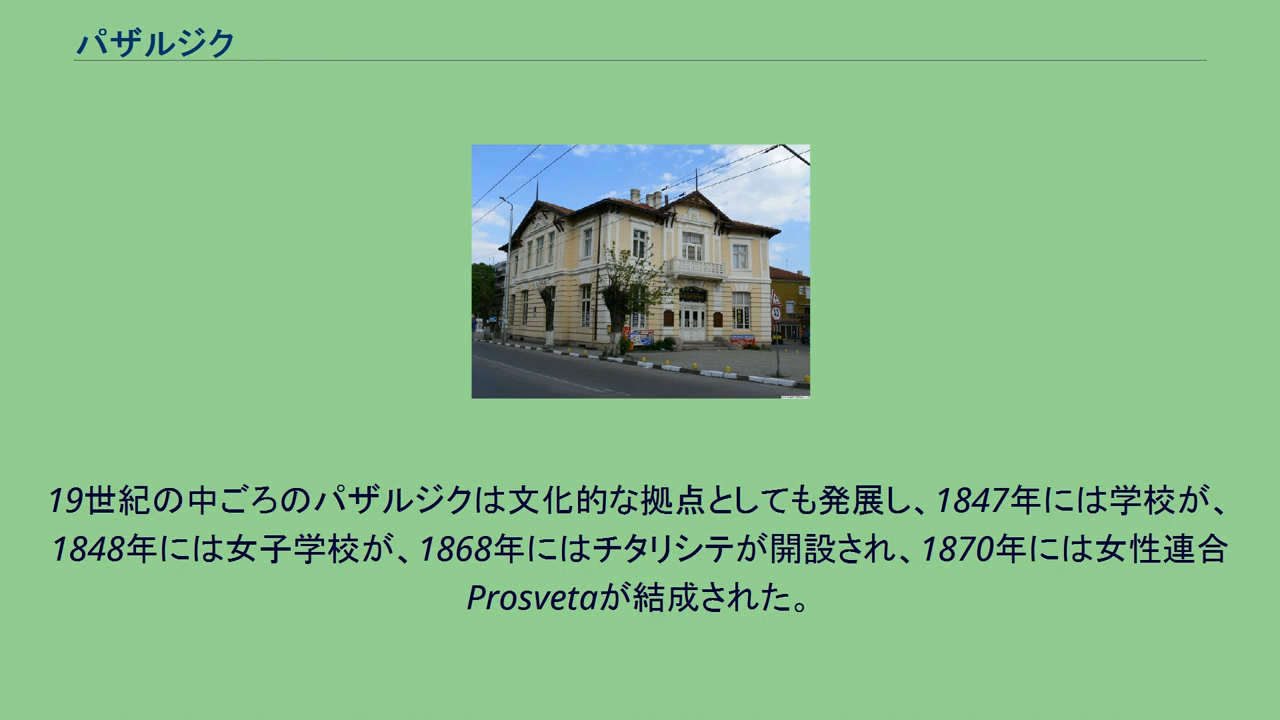 パザルジク
19世紀の中ごろのパザルジクは文化的な拠点としても発展し、1847年には学校が、
1848年には女子学校が、1868年にはチタリシテが開設され、1870年には女性連合
Prosvetaが結成された。